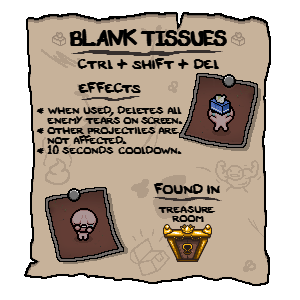 BLANK TISSUES
CTRL + SHIFT + DEL
EFFECTS
* WHEN USED, DELETES ALL
ENEMY TEARS ON SCREEN.
* OTHER PROJECTILES ARE
NOT AFFECTED.
* 10 SECONDS COOLDOWN.
FOUND IN
TREASURE
ROOM